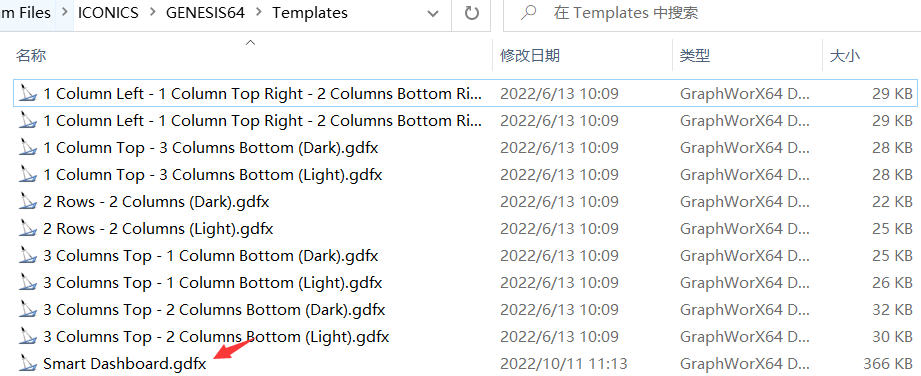 am Files > ICONICS > GENESIS64 > Templates 在 Templates 中搜索
名称 修改日期 类型 大小
1 Column Left - 1 Column Top Right - 2 Columns Bottom Ri... 2022/6/13 10:09 GraphWorX64 D... 29 KB
1 Column Left - 1 Column Top Right - 2 Columns Bottom Ri... 2022/6/13 10:09 GraphWorX64 D... 29 KB
1 Column Top - 3 Columns Bottom (Dark).gdfx 2022/6/13 10:09 GraphWorX64 D... 28 KB
1 Column Top - 3 Columns Bottom (Light).gdfx 2022/6/13 10:09 GraphWorX64 D... 28 KB
2 Rows - 2 Columns (Dark).gdfx 2022/6/13 10:09 GraphWorX64 D... 22 KB
2 Rows - 2 Columns (Light).gdfx 2022/6/13 10:09 GraphWorX64 D... 22 KB
3 Columns Top - 1 Column Bottom (Dark).gdfx 2022/6/13 10:09 GraphWorX64 D... 25 KB
3 Columns Top - 1 Column Bottom (Light).gdfx 2022/6/13 10:09 GraphWorX64 D... 26 KB
3 Columns Top - 2 Columns Bottom (Dark).gdfx 2022/6/13 10:09 GraphWorX64 D... 32 KB
3 Columns Top - 2 Columns Bottom (Light).gdfx 2022/6/13 10:09 GraphWorX64 D... 30 KB
Smart Dashboard.gdfx 2022/10/11 11:13 GraphWorX64 D... 366 KB